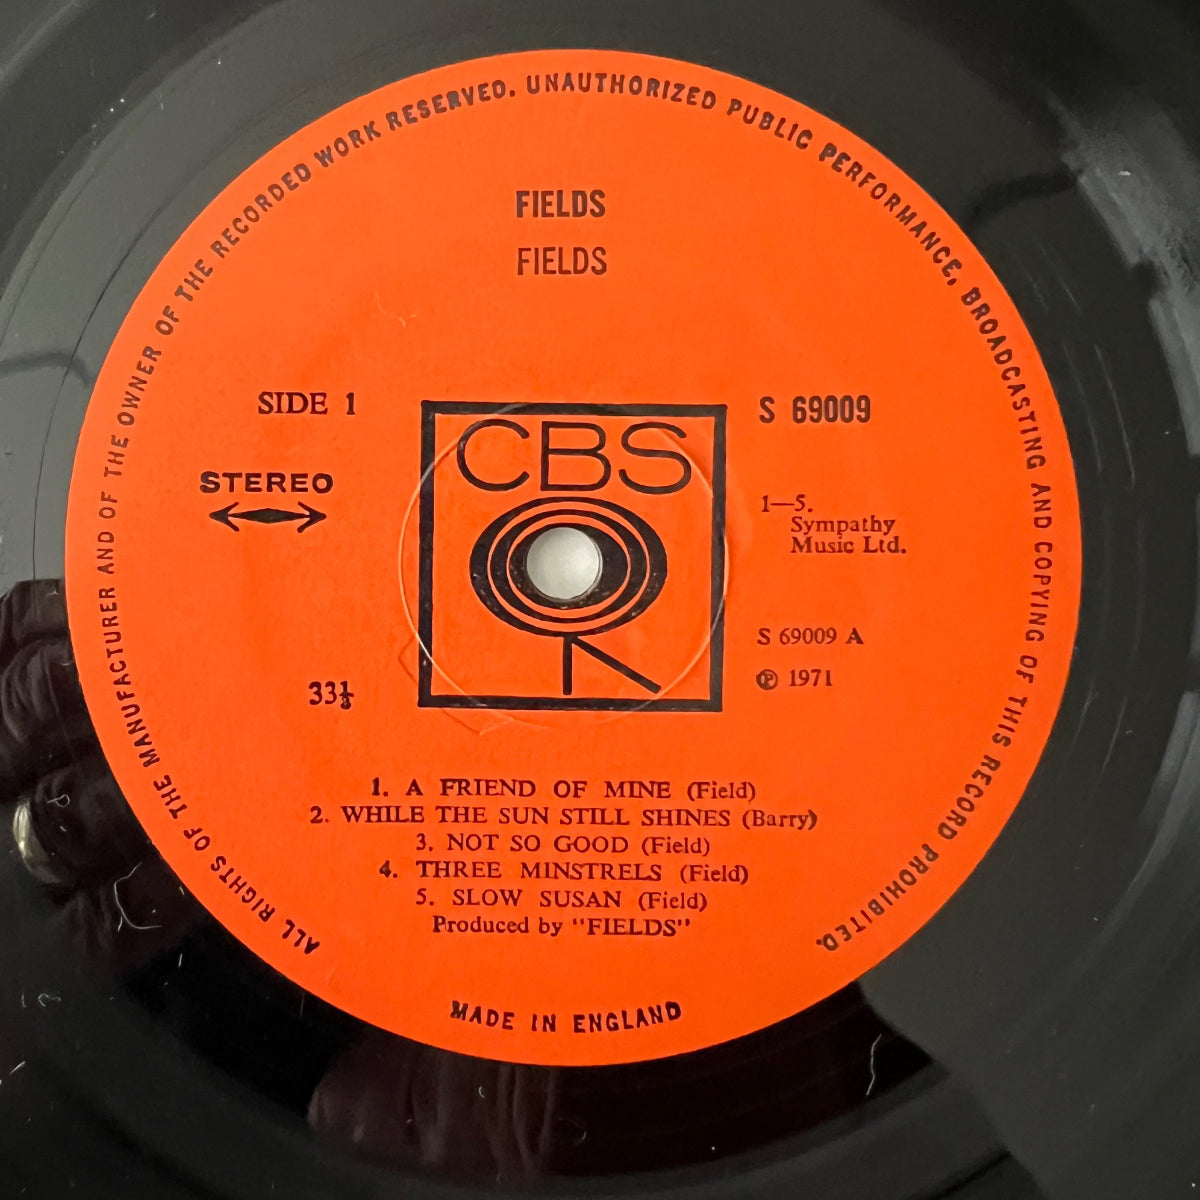 ALL RIGHTS OF THE MANUFACTURER AND OF THE OWNER OF THE RECORDED WORK RESERVED. UNAUTHORIZED PUBLIC PERFORMANCE, BROADCASTING AND COPYING OF THIS RECORD PROHIBITED.
FIELDS
FIELDS
SIDE 1
S 69009
STEREO
CBS
1—5.
Sympathy
Music Ltd.
S 69009 A
33⅓
℗ 1971
1. A FRIEND OF MINE (Field)
2. WHILE THE SUN STILL SHINES (Barry)
3. NOT SO GOOD (Field)
4. THREE MINSTRELS (Field)
5. SLOW SUSAN (Field)
Produced by "FIELDS"
MADE IN ENGLAND